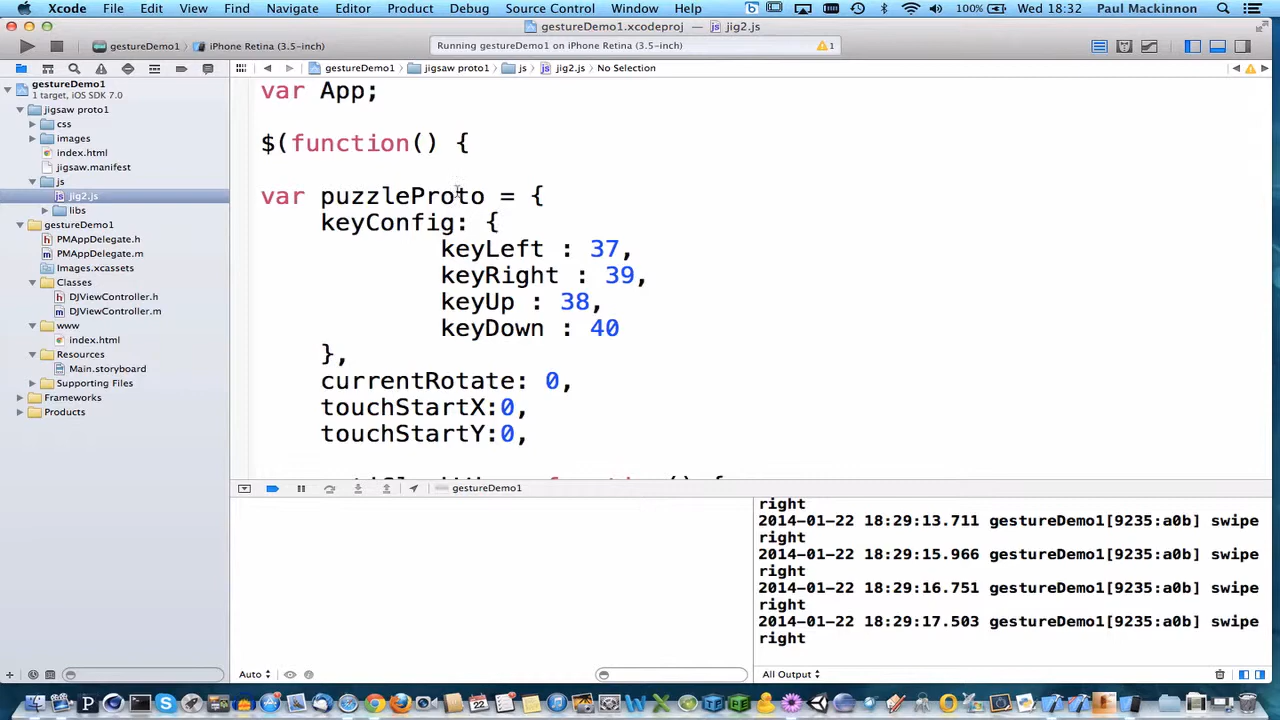 Xcode File Edit View Find Navigate Editor Product Debug Source Control Window Help 100% Wed 18:32 Paul Mackinnon
gestureDemo1.xcodeproj — jig2.js
gestureDemo1 iPhone Retina (3.5-inch) Running gestureDemo1 on iPhone Retina (3.5-inch) 1
gestureDemo1 jigsaw proto1 js jig2.js No Selection
gestureDemo1
1 target, iOS SDK 7.0
jigsaw proto1
css
images
index.html
jigsaw.manifest
js
jig2.js
libs
gestureDemo1
PMAppDelegate.h
PMAppDelegate.m
Images.xcassets
Classes
DJViewController.h
DJViewController.m
www
index.html
Resources
Main.storyboard
Supporting Files
Frameworks
Products
var App;
$(function() {
var puzzleProto = {
keyConfig: {
keyLeft : 37,
keyRight : 39,
keyUp : 38,
keyDown : 40
},
currentRotate: 0,
touchStartX:0,
touchStartY:0,
gestureDemo1
right
2014-01-22 18:29:13.711 gestureDemo1[9235:a0b] swipe
right
2014-01-22 18:29:15.966 gestureDemo1[9235:a0b] swipe
right
2014-01-22 18:29:16.751 gestureDemo1[9235:a0b] swipe
right
2014-01-22 18:29:17.503 gestureDemo1[9235:a0b] swipe
right
Auto All Output